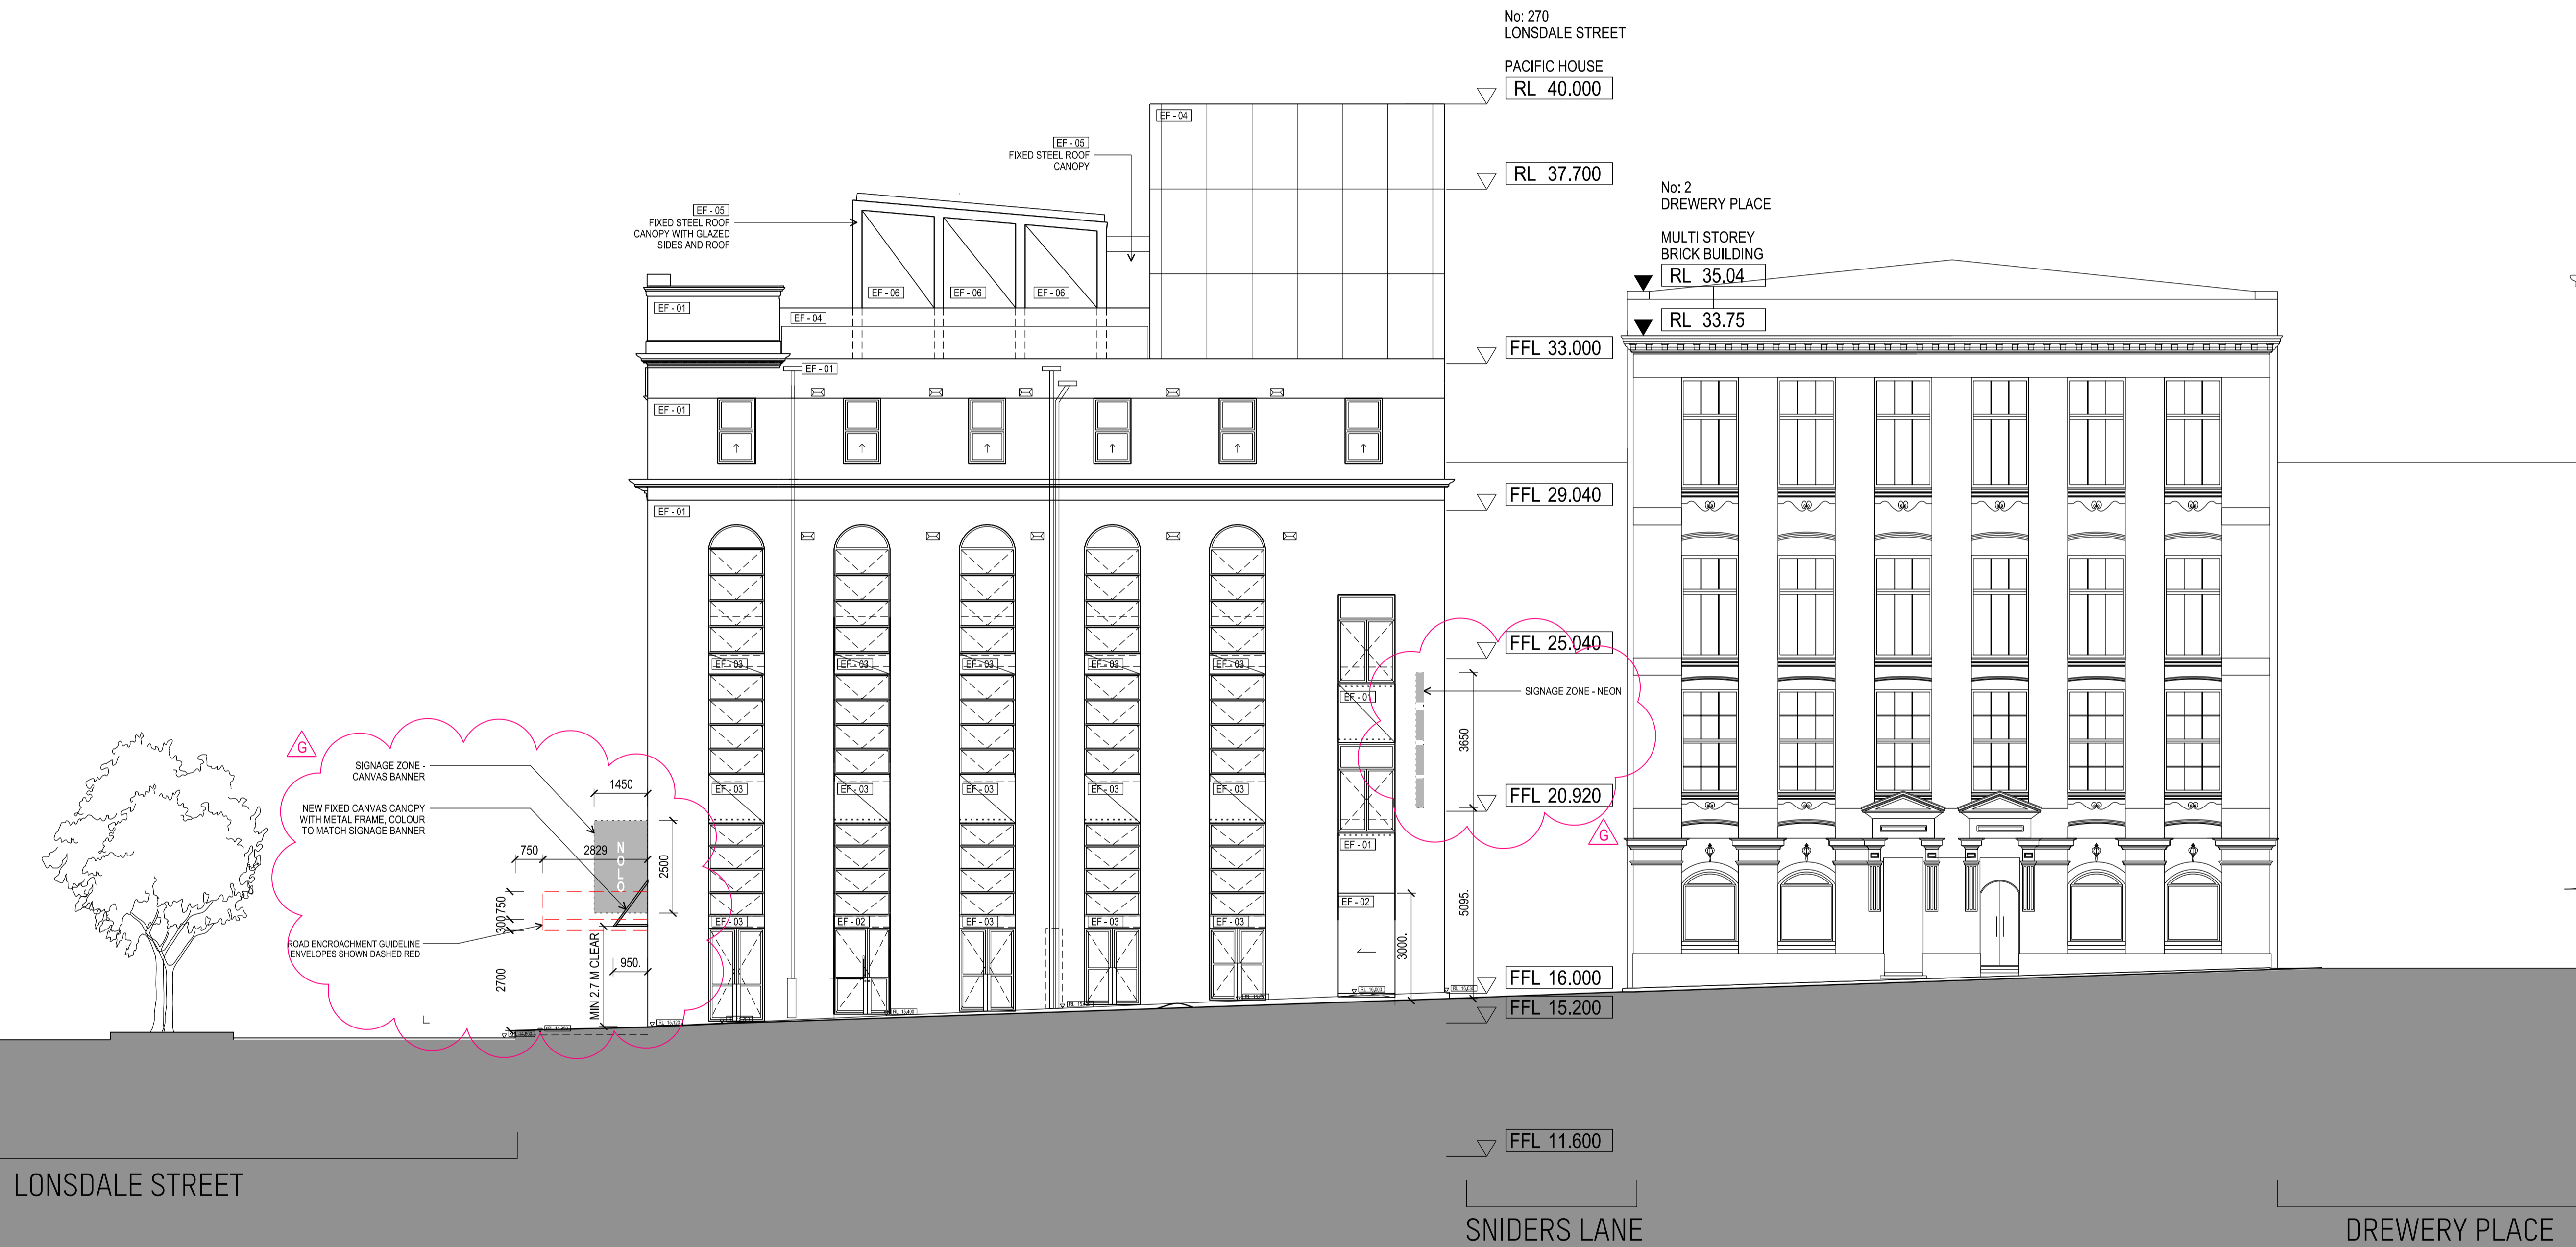 No: 270
LONSDALE STREET
PACIFIC HOUSE
RL 40.000
EF - 04
EF - 05
FIXED STEEL ROOF
CANOPY
RL 37.700
No: 2
DREWERY PLACE
MULTI STOREY
BRICK BUILDING
RL 35.04
RL 33.75
EF - 05
FIXED STEEL ROOF
CANOPY WITH GLAZED
SIDES AND ROOF
EF - 06
EF - 06
EF - 06
EF - 01
EF - 04
FFL 33.000
EF - 01
EF - 01
FFL 29.040
EF - 01
FFL 25.040
EF - 03
EF - 03
EF - 03
EF - 03
EF - 03
EF - 01
SIGNAGE ZONE - NEON
3650
G
SIGNAGE ZONE -
CANVAS BANNER
1450
EF - 03
EF - 03
EF - 03
EF - 03
EF - 03
FFL 20.920
NEW FIXED CANVAS CANOPY
WITH METAL FRAME, COLOUR
TO MATCH SIGNAGE BANNER
G
750
2829
NOLO
2500
EF - 01
750
300
EF - 03
EF - 02
EF - 03
EF - 03
EF - 03
EF - 02
5095.
3000.
ROAD ENCROACHMENT GUIDELINE
ENVELOPES SHOWN DASHED RED
2700
MIN 2.7 M CLEAR
950.
FFL 16.000
FFL 15.200
FFL 11.600
LONSDALE STREET
SNIDERS LANE
DREWERY PLACE